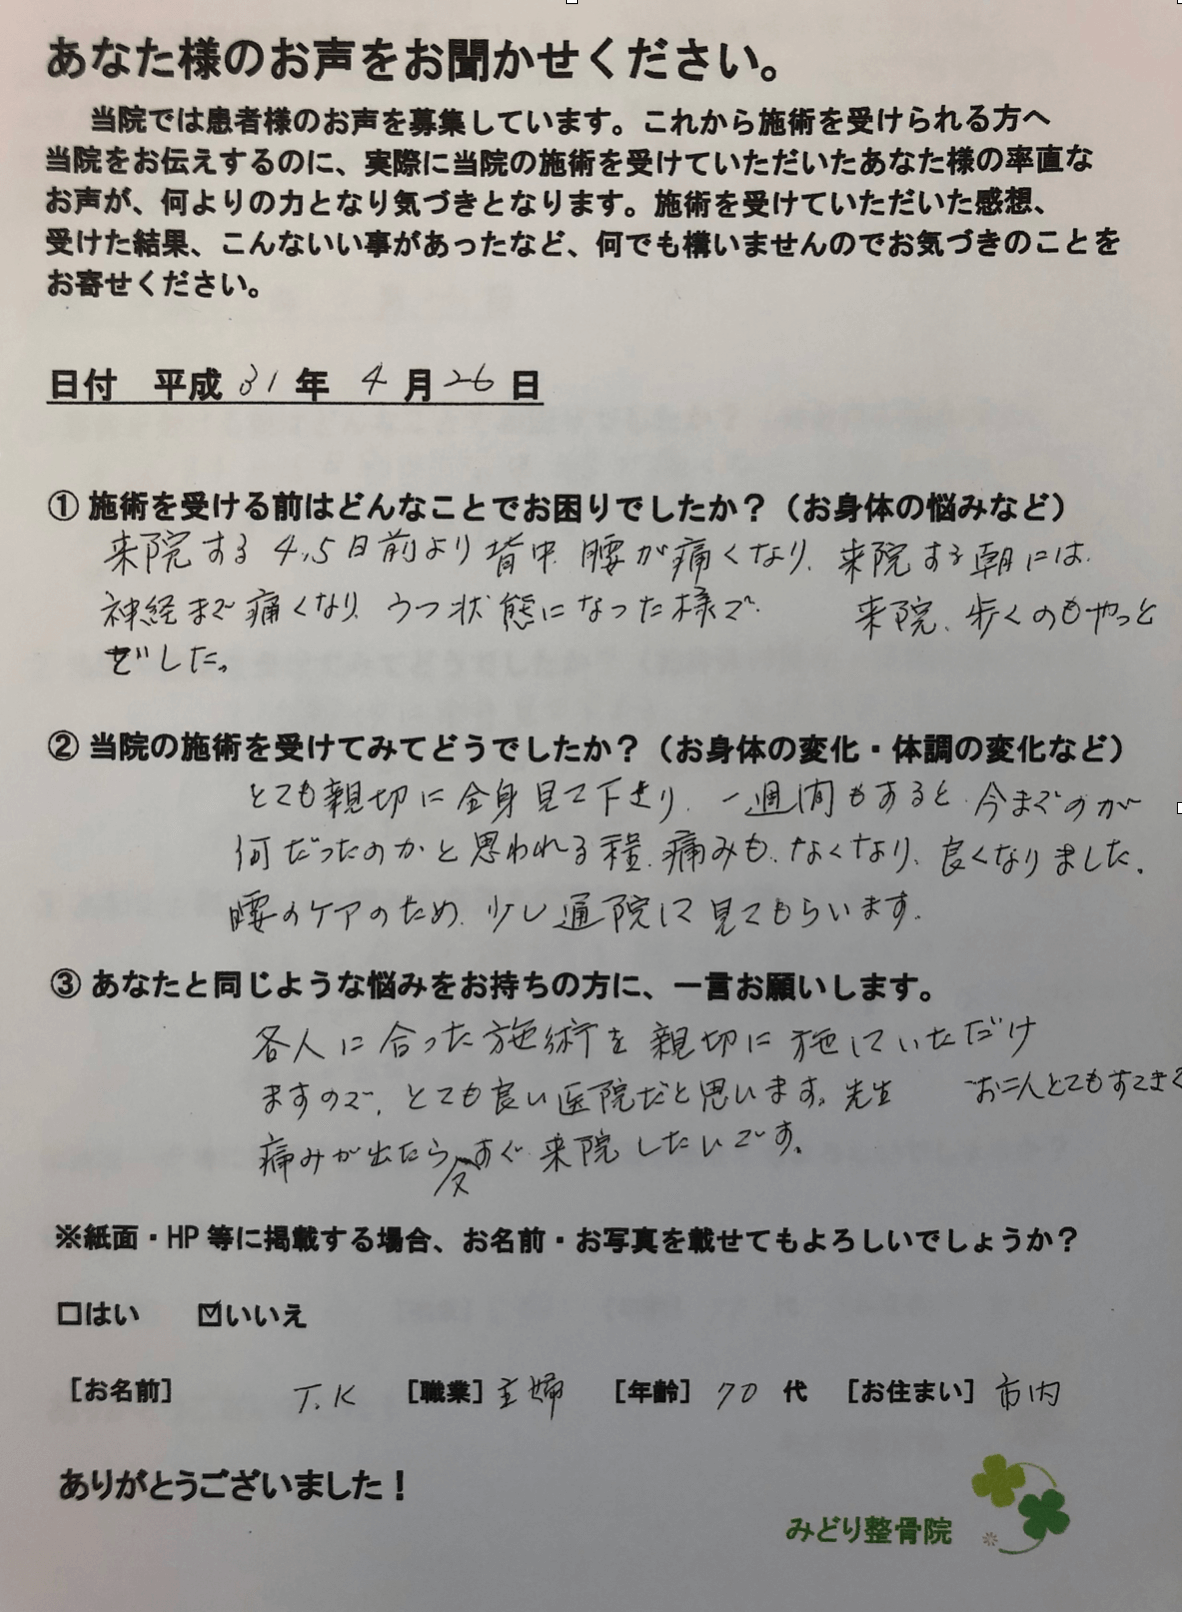 あなた様のお声をお聞かせください。
当院では患者様のお声を募集しています。これから施術を受けられる方へ
当院をお伝えするのに、実際に当院の施術を受けていただいたあなた様の率直な
お声が、何よりの力となり気づきとなります。施術を受けていただいた感想、
受けた結果、こんないい事があったなど、何でも構いませんのでお気づきのことを
お寄せください。
日付 平成 31 年 4 月 26 日
① 施術を受ける前はどんなことでお困りでしたか？（お身体の悩みなど）
来院する 4,5日前より 背中 腰が痛くなり、来院する朝には
神経まで痛くなり、うつ状態になった様で 来院、歩くのもやっと
でした。
② 当院の施術を受けてみてどうでしたか？（お身体の変化・体調の変化など）
とても親切に全身見て下さり、一週間もあると 今までのが
何だったのかと思われる程、痛みも、なくなり、良くなりました。
腰のケアのため、少し通院して見てもらいます。
③ あなたと同じような悩みをお持ちの方に、一言お願いします。
各人に合った施術を親切に施していただけ
ますので、とても良い医院だと思います。先生 お二人とてもすてきで
痛みが出たら又すぐ来院したいです。
※紙面・HP 等に掲載する場合、お名前・お写真を載せてもよろしいでしょうか？
□はい ☑いいえ
［お名前］ T.K ［職業］主婦 ［年齢］70 代 ［お住まい］市内
ありがとうございました！
みどり整骨院